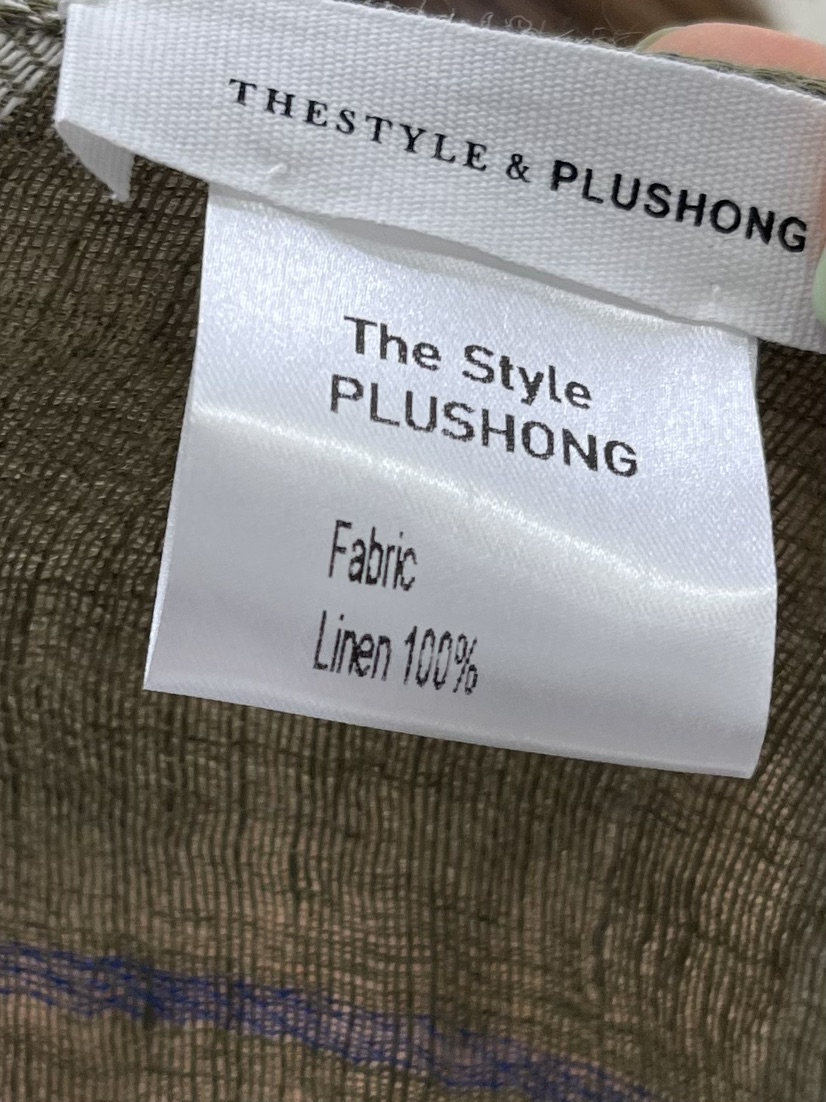 THESTYLE & PLUSHONG
The Style
PLUSHONG
Fabric
Linen 100%